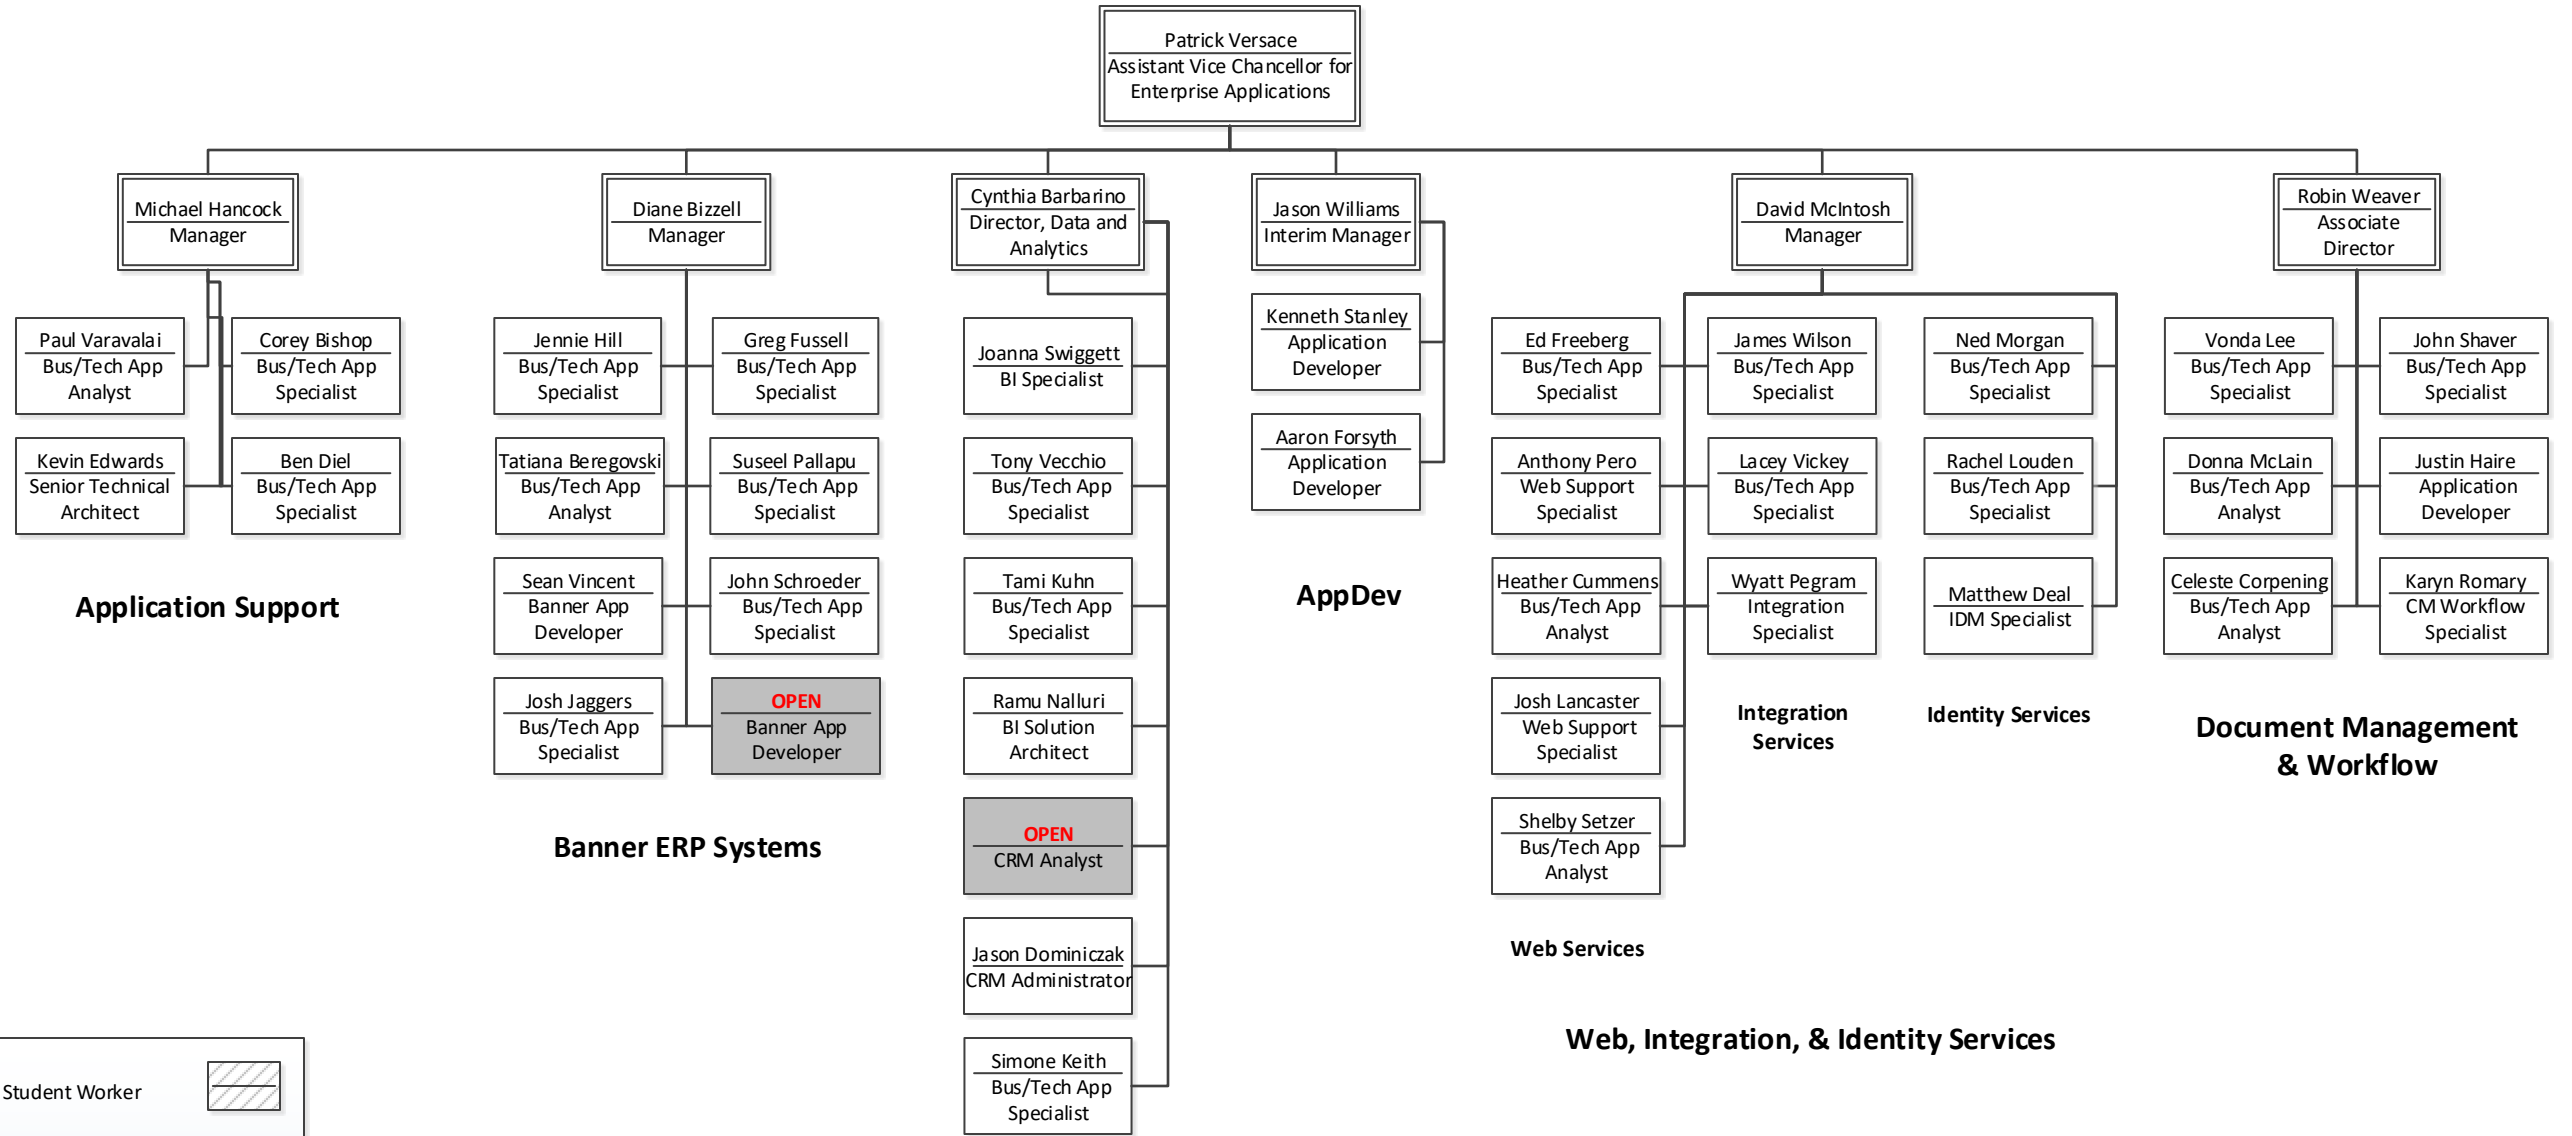 Patrick Versace
Assistant Vice Chancellor for
Enterprise Applications
Michael Hancock
Manager
Diane Bizzell
Manager
Cynthia Barbarino
Director, Data and
Analytics
Jason Williams
Interim Manager
David McIntosh
Manager
Robin Weaver
Associate
Director
Paul Varavalai
Bus/Tech App
Analyst
Corey Bishop
Bus/Tech App
Specialist
Kevin Edwards
Senior Technical
Architect
Ben Diel
Bus/Tech App
Specialist
Application Support
Jennie Hill
Bus/Tech App
Specialist
Greg Fussell
Bus/Tech App
Specialist
Tatiana Beregovski
Bus/Tech App
Analyst
Suseel Pallapu
Bus/Tech App
Specialist
Sean Vincent
Banner App
Developer
John Schroeder
Bus/Tech App
Specialist
Josh Jaggers
Bus/Tech App
Specialist
OPEN
Banner App
Developer
Banner ERP Systems
Joanna Swiggett
BI Specialist
Tony Vecchio
Bus/Tech App
Specialist
Tami Kuhn
Bus/Tech App
Specialist
Ramu Nalluri
BI Solution
Architect
OPEN
CRM Analyst
Jason Dominiczak
CRM Administrator
Simone Keith
Bus/Tech App
Specialist
Kenneth Stanley
Application
Developer
Aaron Forsyth
Application
Developer
AppDev
Ed Freeberg
Bus/Tech App
Specialist
Anthony Pero
Web Support
Specialist
Heather Cummens
Bus/Tech App
Analyst
Josh Lancaster
Web Support
Specialist
Shelby Setzer
Bus/Tech App
Analyst
Web Services
James Wilson
Bus/Tech App
Specialist
Lacey Vickey
Bus/Tech App
Specialist
Wyatt Pegram
Integration
Specialist
Integration
Services
Ned Morgan
Bus/Tech App
Specialist
Rachel Louden
Bus/Tech App
Specialist
Matthew Deal
IDM Specialist
Identity Services
Web, Integration, & Identity Services
Vonda Lee
Bus/Tech App
Specialist
John Shaver
Bus/Tech App
Specialist
Donna McLain
Bus/Tech App
Analyst
Justin Haire
Application
Developer
Celeste Corpening
Bus/Tech App
Analyst
Karyn Romary
CM Workflow
Specialist
Document Management
& Workflow
Student Worker